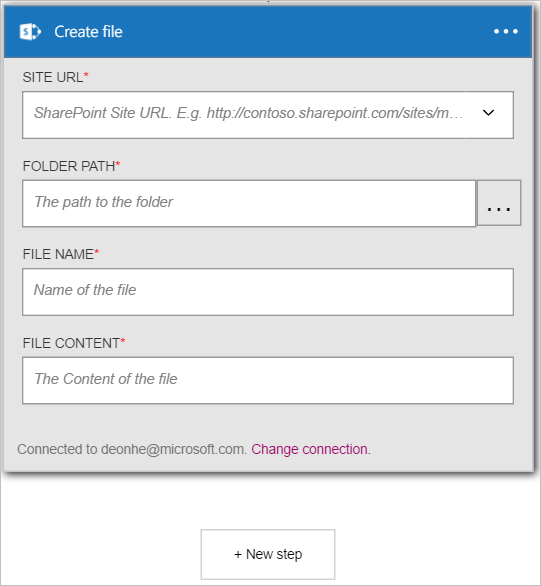 Create file
SITE URL*
SharePoint Site URL. E.g. http://contoso.sharepoint.com/sites/m...
FOLDER PATH*
The path to the folder
...
FILE NAME*
Name of the file
FILE CONTENT*
The Content of the file
Connected to deonhe@microsoft.com. Change connection.
+ New step